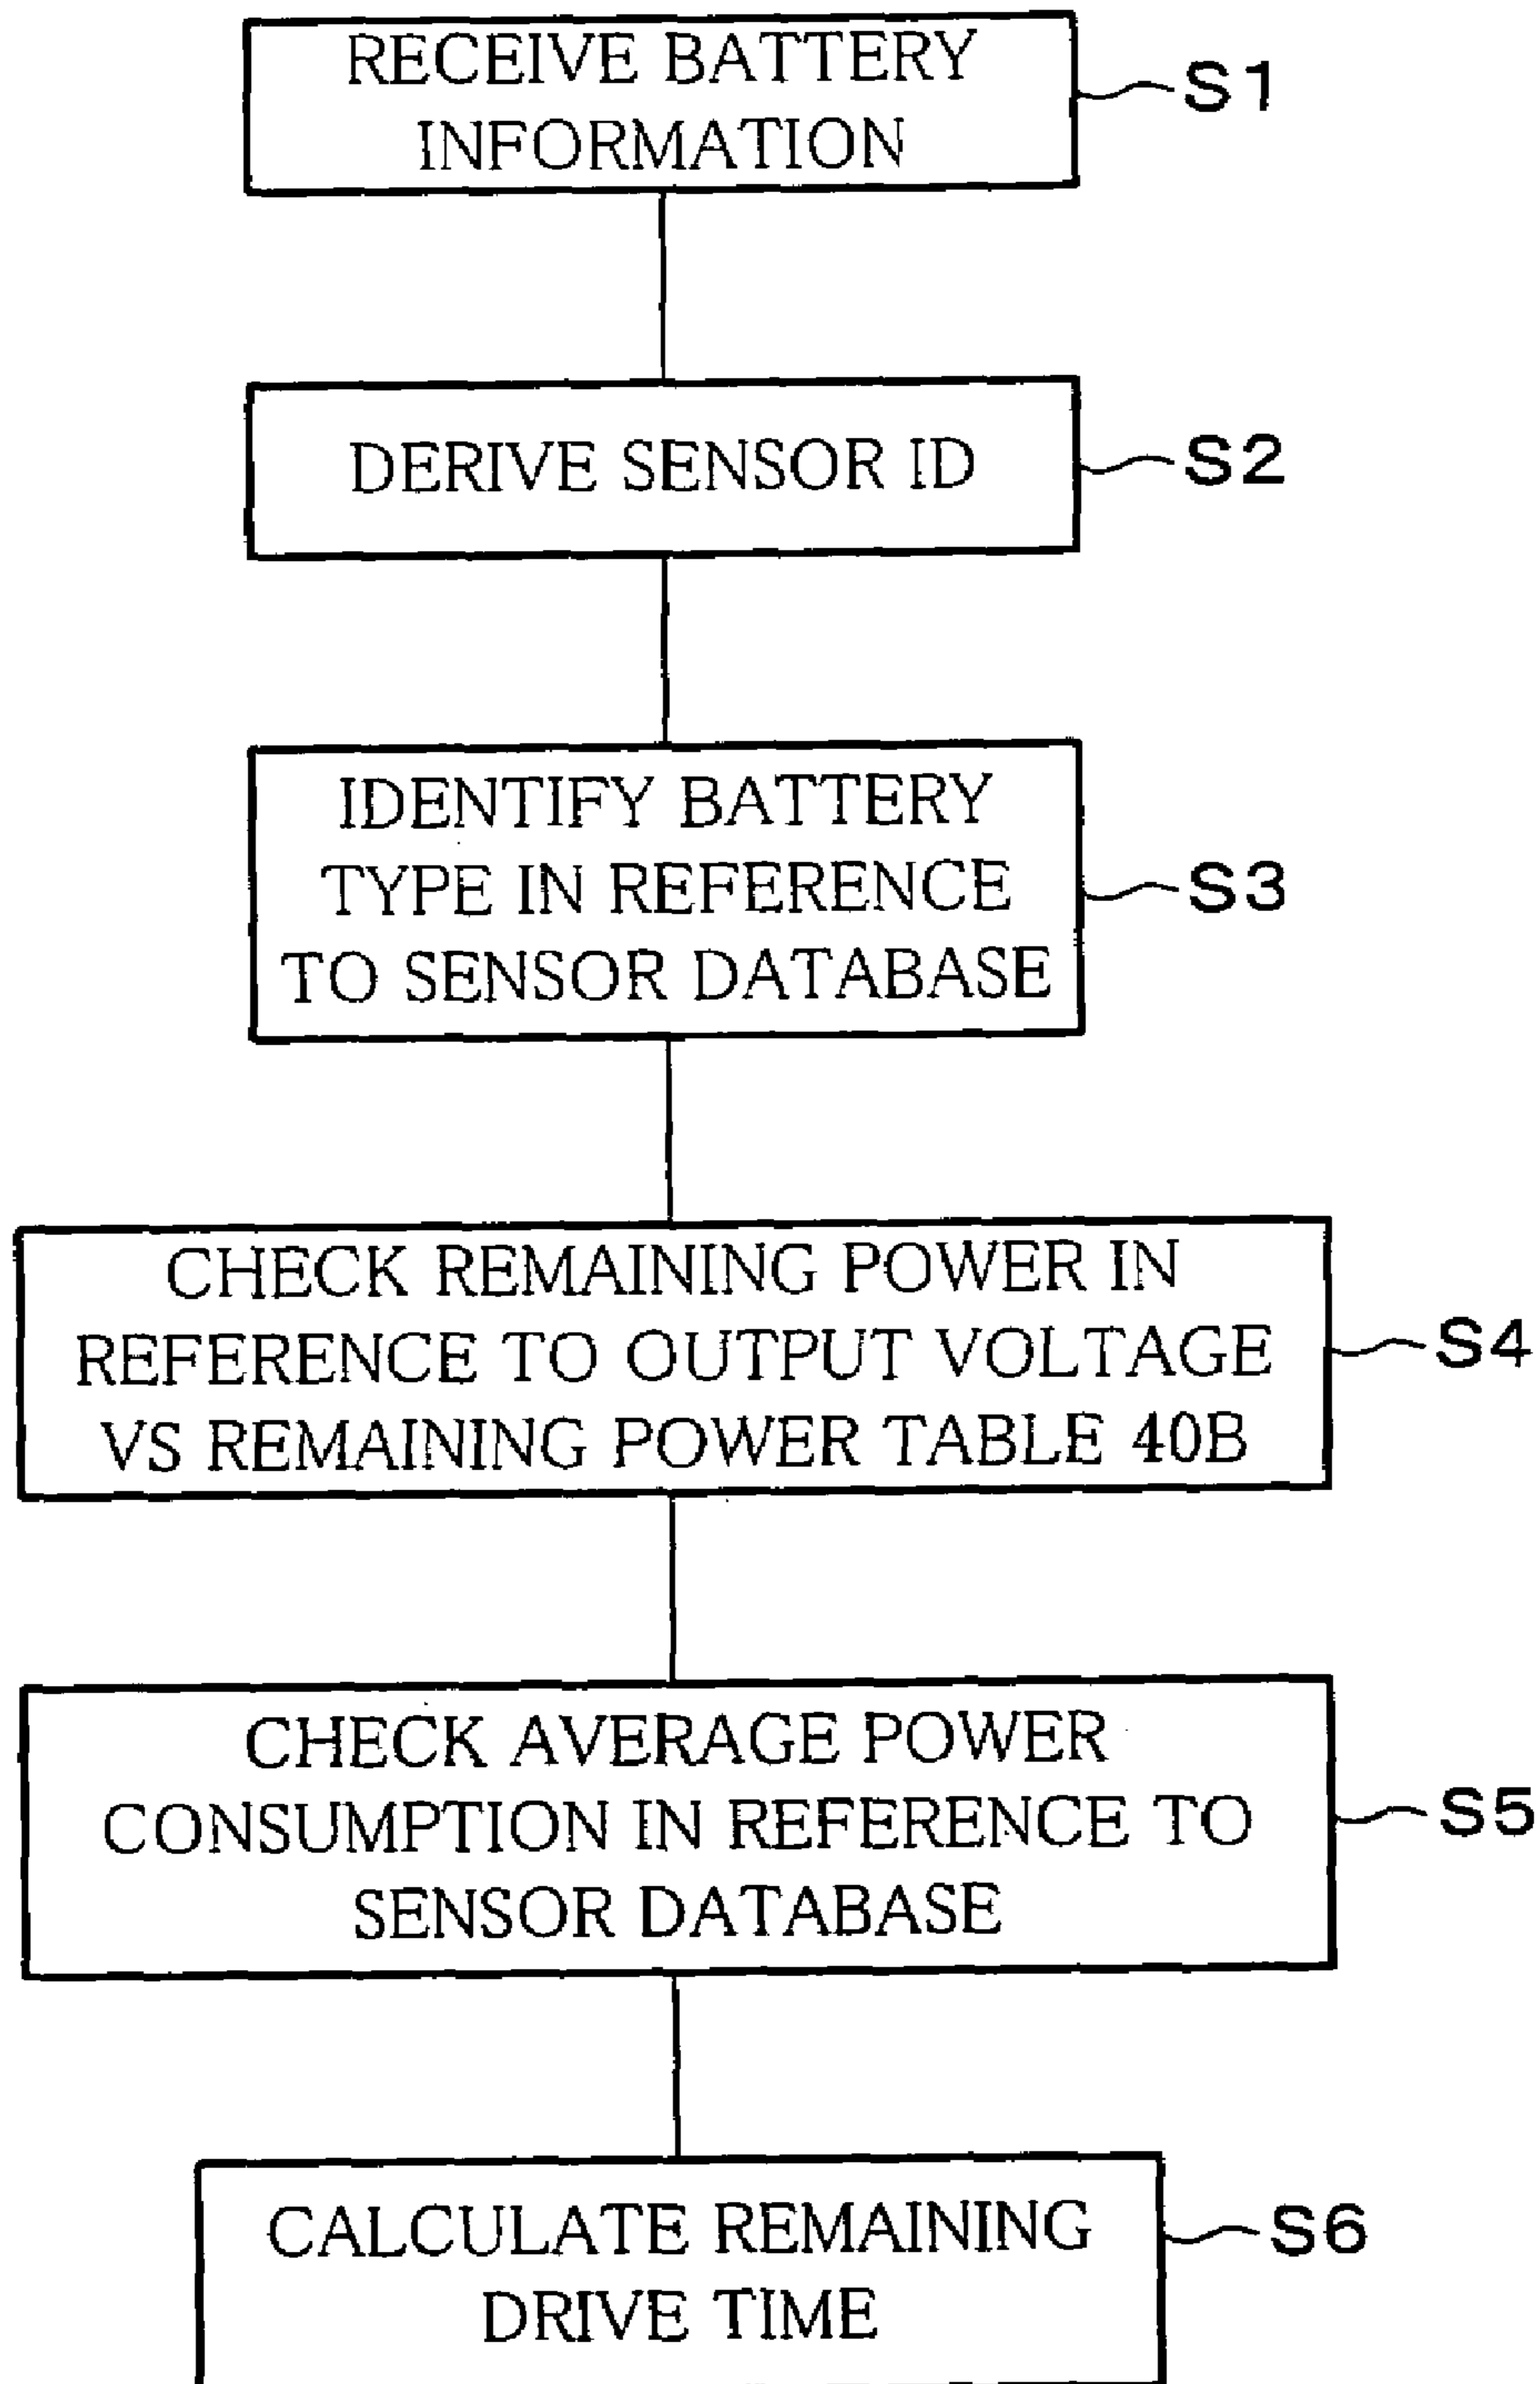 RECEIVE BATTERY
INFORMATION
S1
DERIVE SENSOR ID
S2
IDENTIFY BATTERY
TYPE IN REFERENCE
TO SENSOR DATABASE
S3
CHECK REMAINING POWER IN
REFERENCE TO OUTPUT VOLTAGE
VS REMAINING POWER TABLE 40B
S4
CHECK AVERAGE POWER
CONSUMPTION IN REFERENCE TO
SENSOR DATABASE
S5
CALCULATE REMAINING
DRIVE TIME
S6